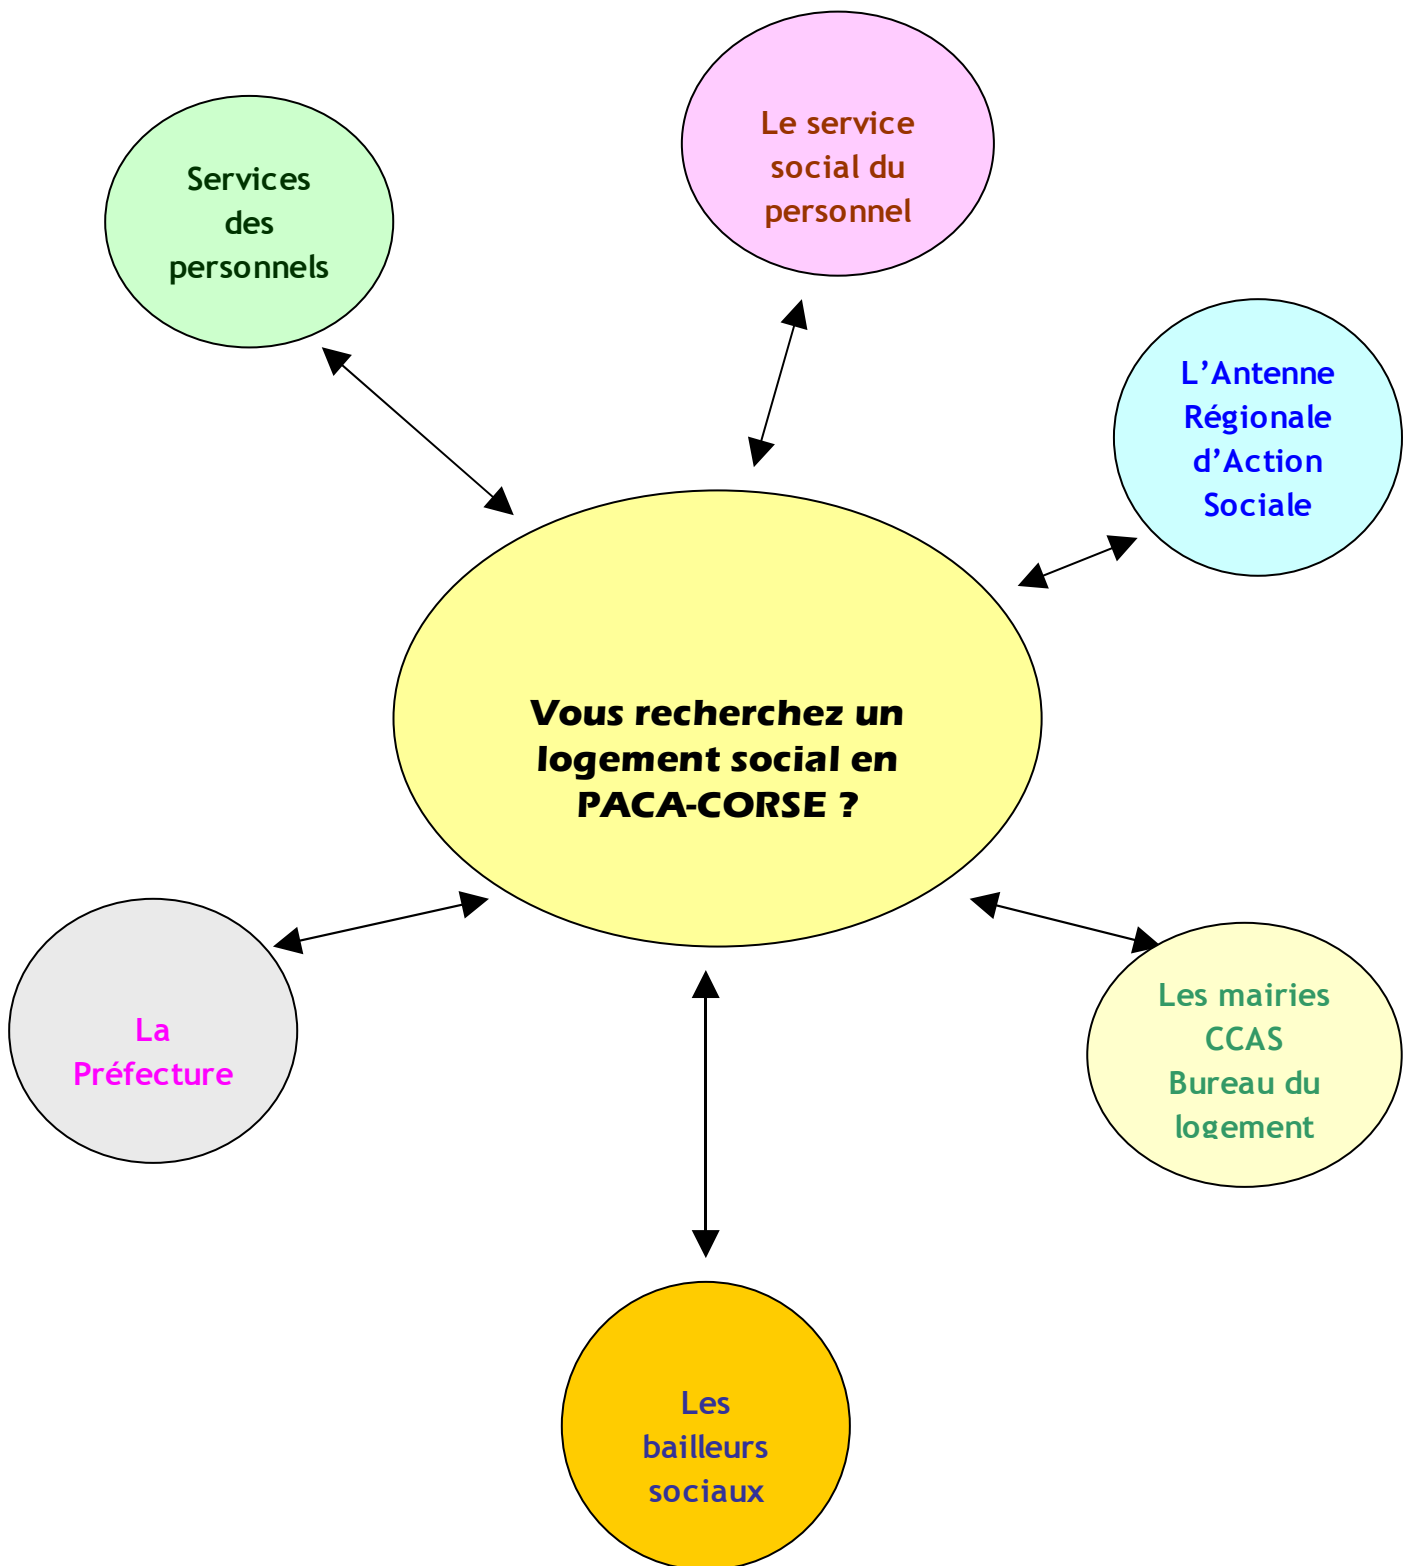 Le service
social du
personnel
Services
des
personnels
L’Antenne
Régionale
d’Action
Sociale
Vous recherchez un
logement social en
PACA-CORSE ?
La
Préfecture
Les mairies
CCAS
Bureau du
logement
Les
bailleurs
sociaux